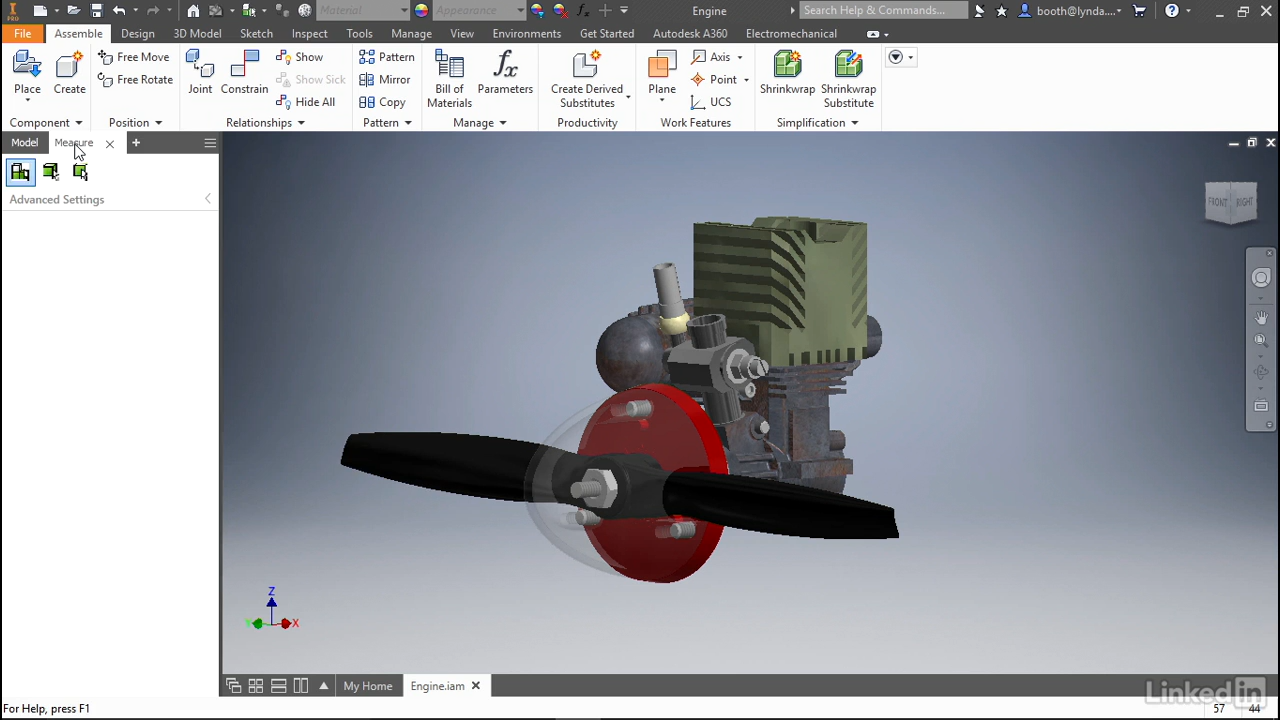 I PRO Material Appearance Engine Search Help & Commands... booth@lynda....
File Assemble Design 3D Model Sketch Inspect Tools Manage View Environments Get Started Autodesk A360 Electromechanical
Place Create Free Move Free Rotate Joint Constrain Show Show Sick Hide All Pattern Mirror Copy Bill of Materials Parameters Create Derived Substitutes Plane Axis Point UCS Shrinkwrap Shrinkwrap Substitute
Component Position Relationships Pattern Manage Productivity Work Features Simplification
Model Measure
Advanced Settings
FRONT RIGHT
Z
Y X
My Home Engine.iam
For Help, press F1 57 44
Linked in